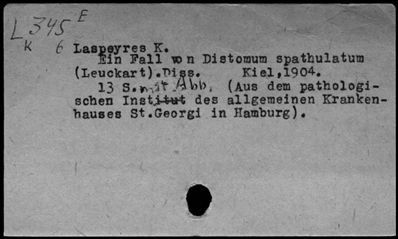 L 345 E
K 6 Laspeyres K.
Ein Fall von Distomum spathulatum
(Leuckart).Diss. Kiel,1904.
13 S.mit Abb. (Aus dem pathologi-
schen Institut des allgemeinen Kranken-
hauses St.Georgi in Hamburg).